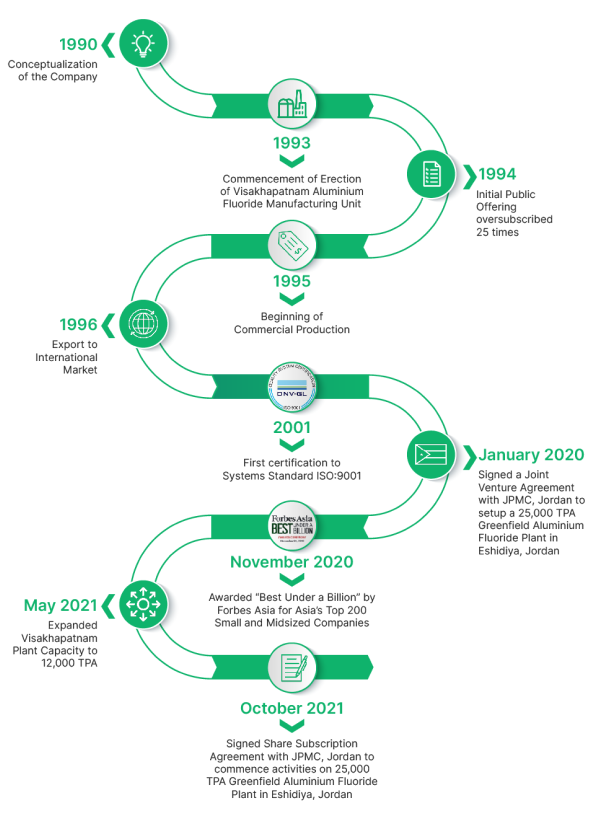 1990
Conceptualization
of the Company
1993
Commencement of Erection
of Visakhapatnam Aluminium
Fluoride Manufacturing Unit
1994
Initial Public
Offering
oversubscribed
25 times
1995
Beginning of
Commercial Production
1996
Export to
International
Market
DNV·GL
ISO 9001
2001
First certification to
Systems Standard ISO:9001
January 2020
Signed a Joint
Venture Agreement
with JPMC, Jordan to
setup a 25,000 TPA
Greenfield Aluminium
Fluoride Plant in
Eshidiya, Jordan
Forbes Asia
BEST UNDER A
BILLION
November 2020
Awarded “Best Under a Billion” by
Forbes Asia for Asia’s Top 200
Small and Midsized Companies
May 2021
Expanded
Visakhapatnam
Plant Capacity to
12,000 TPA
October 2021
Signed Share Subscription
Agreement with JPMC, Jordan to
commence activities on 25,000
TPA Greenfield Aluminium Fluoride
Plant in Eshidiya, Jordan